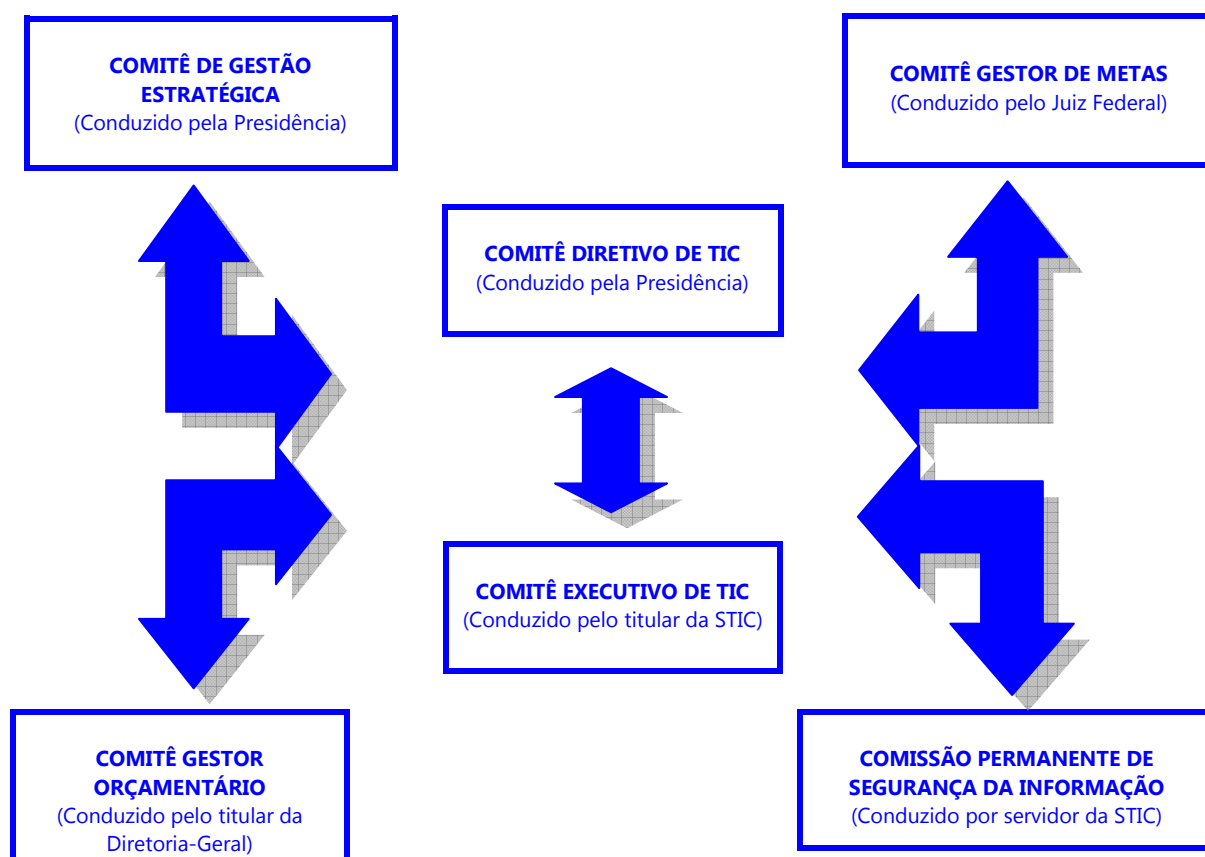 COMITÊ DE GESTÃO
ESTRATÉGICA
(Conduzido pela Presidência)
COMITÊ GESTOR DE METAS
(Conduzido pelo Juiz Federal)
COMITÊ DIRETIVO DE TIC
(Conduzido pela Presidência)
COMITÊ EXECUTIVO DE TIC
(Conduzido pelo titular da STIC)
COMITÊ GESTOR
ORÇAMENTÁRIO
(Conduzido pelo titular da
Diretoria-Geral)
COMISSÃO PERMANENTE DE
SEGURANÇA DA INFORMAÇÃO
(Conduzido por servidor da STIC)